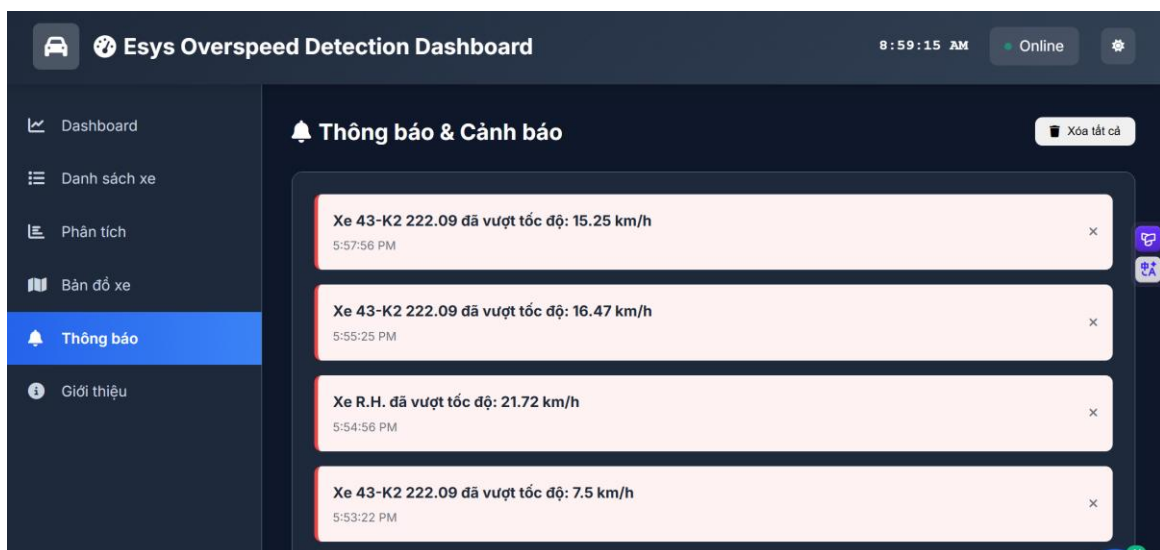 Esys Overspeed Detection Dashboard
8:59:15 AM
Online
Dashboard
Danh sách xe
Phân tích
Bản đồ xe
Thông báo
Giới thiệu
Thông báo & Cảnh báo
Xóa tất cả
Xe 43-K2 222.09 đã vượt tốc độ: 15.25 km/h
5:57:56 PM
Xe 43-K2 222.09 đã vượt tốc độ: 16.47 km/h
5:55:25 PM
Xe R.H. đã vượt tốc độ: 21.72 km/h
5:54:56 PM
Xe 43-K2 222.09 đã vượt tốc độ: 7.5 km/h
5:53:22 PM